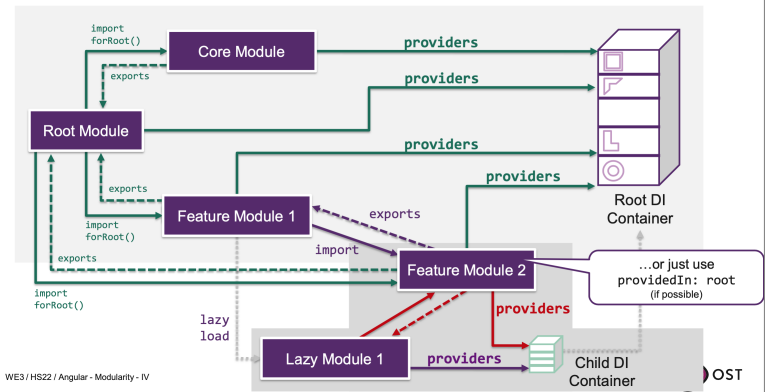 import
forRoot()
Core Module
providers
exports
providers
Root Module
providers
exports
providers
Root DI
Container
Feature Module 1
exports
import
forRoot()
import
exports
Feature Module 2
…or just use
providedIn: root
(if possible)
import
forRoot()
providers
lazy
load
Lazy Module 1
providers
Child DI
Container
WE3 / HS22 / Angular - Modularity - IV
OST